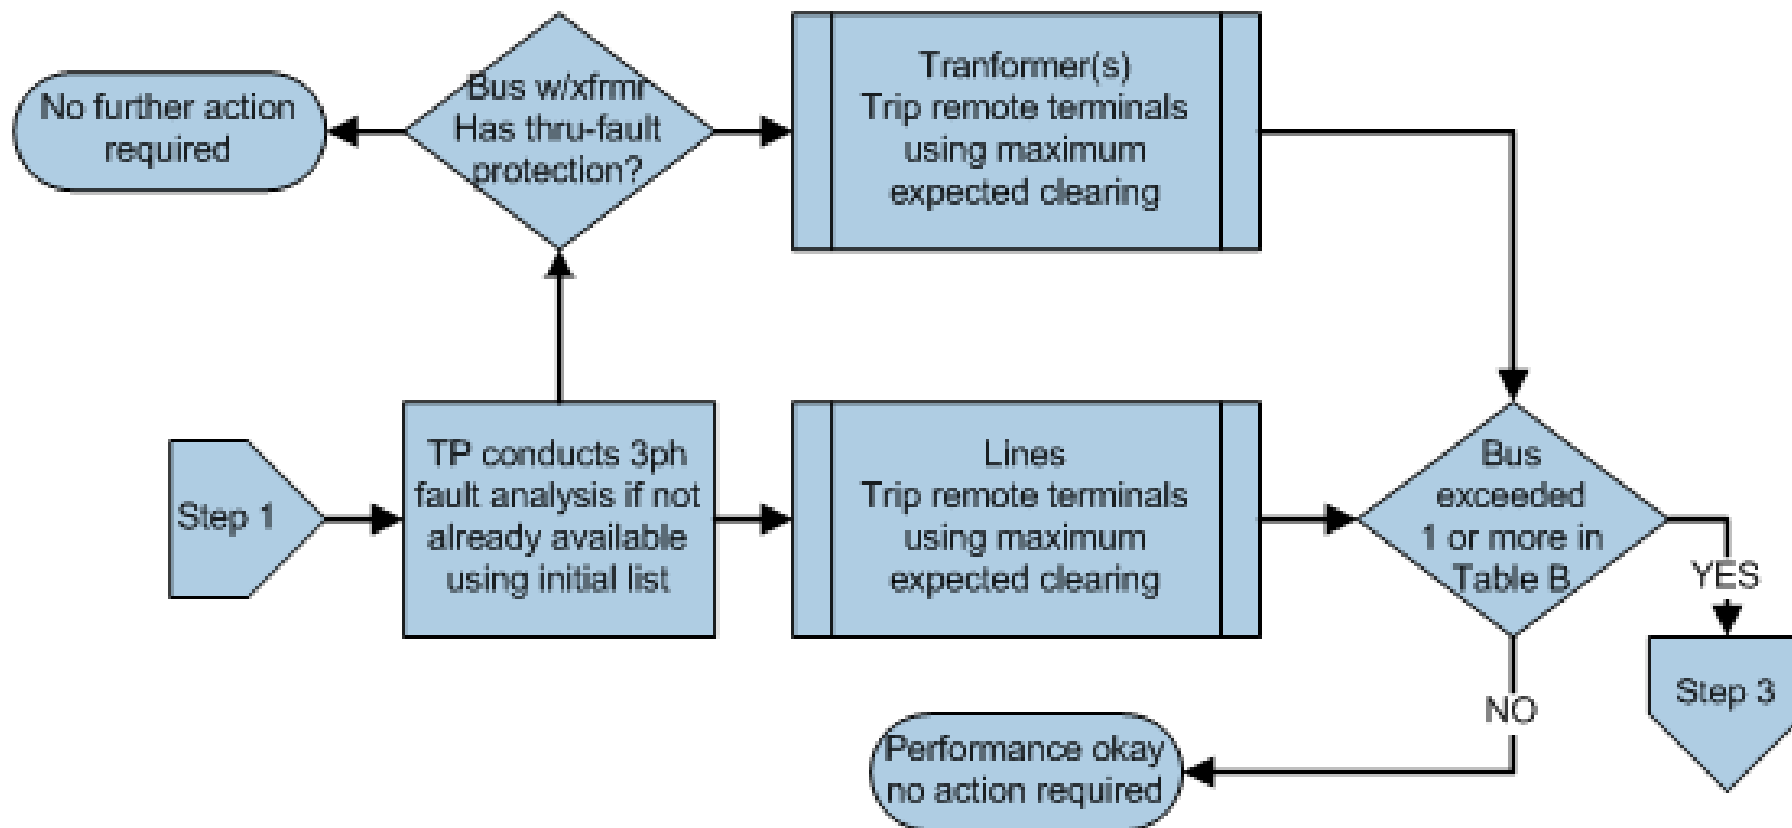 No further action
required
Bus w/xfrmr
Has thru-fault
protection?
Tranformer(s)
Trip remote terminals
using maximum
expected clearing
Step 1
TP conducts 3ph
fault analysis if not
already available
using initial list
Lines
Trip remote terminals
using maximum
expected clearing
Bus
exceeded
1 or more in
Table B
YES
Step 3
NO
Performance okay
no action required